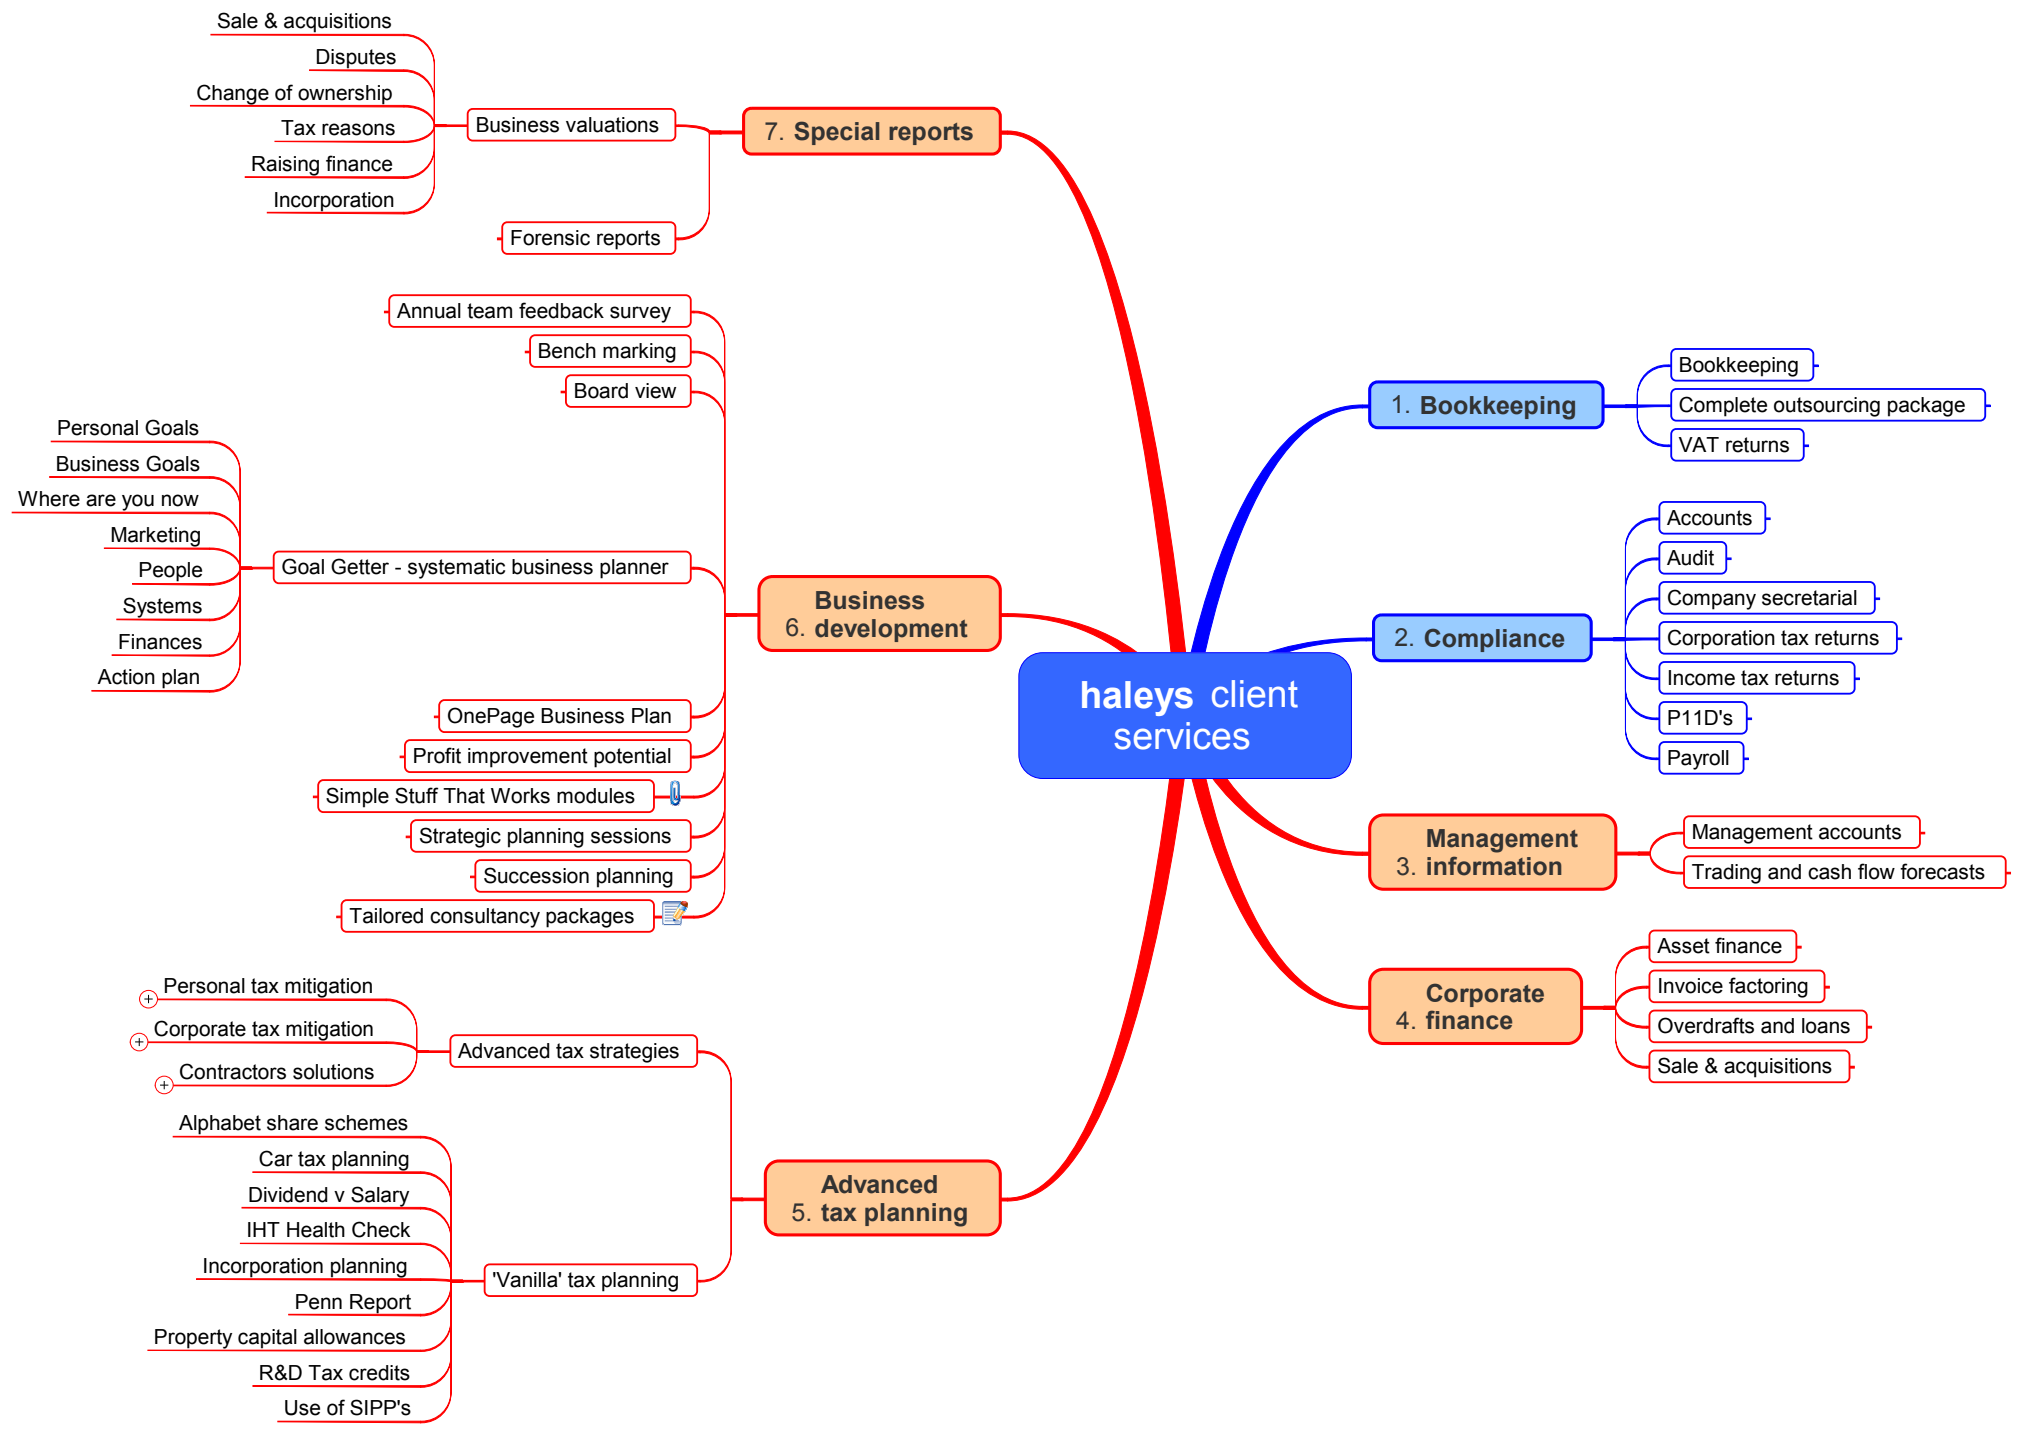 haleys client
services
1. Bookkeeping
Bookkeeping
Complete outsourcing package
VAT returns
2. Compliance
Accounts
Audit
Company secretarial
Corporation tax returns
Income tax returns
P11D's
Payroll
Management
3. information
Management accounts
Trading and cash flow forecasts
Corporate
4. finance
Asset finance
Invoice factoring
Overdrafts and loans
Sale & acquisitions
Advanced
5. tax planning
Advanced tax strategies
Personal tax mitigation
Corporate tax mitigation
Contractors solutions
'Vanilla' tax planning
Alphabet share schemes
Car tax planning
Dividend v Salary
IHT Health Check
Incorporation planning
Penn Report
Property capital allowances
R&D Tax credits
Use of SIPP's
Business
6. development
Annual team feedback survey
Bench marking
Board view
Goal Getter - systematic business planner
Personal Goals
Business Goals
Where are you now
Marketing
People
Systems
Finances
Action plan
OnePage Business Plan
Profit improvement potential
Simple Stuff That Works modules
Strategic planning sessions
Succession planning
Tailored consultancy packages
7. Special reports
Business valuations
Sale & acquisitions
Disputes
Change of ownership
Tax reasons
Raising finance
Incorporation
Forensic reports